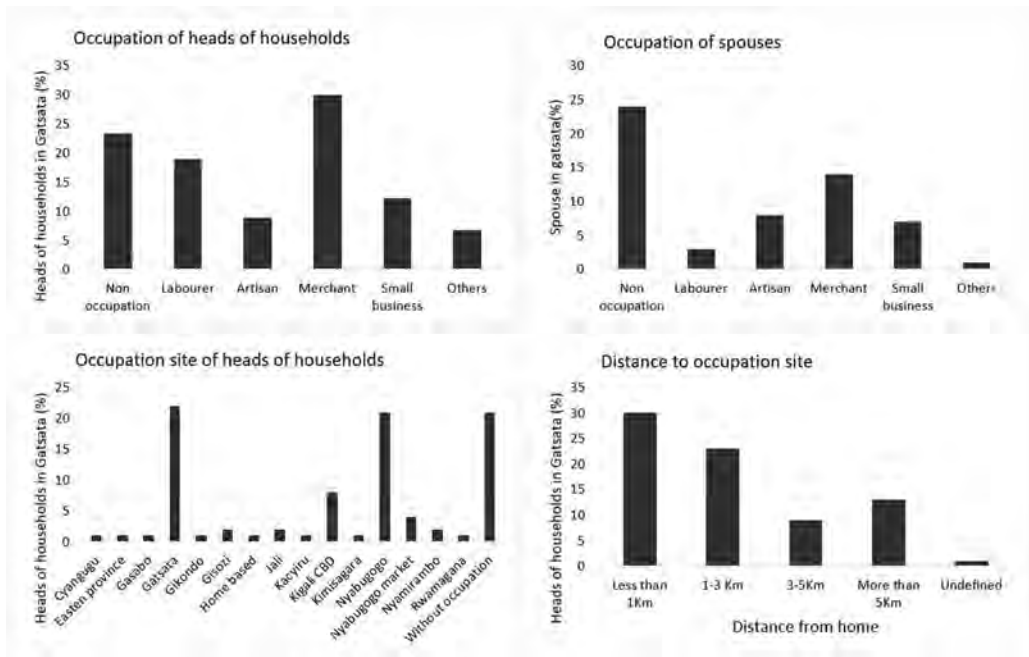 Occupation of heads of households
Heads of households in Gatsata (%)
35
30
25
20
15
10
5
0
Non occupation
Labourer
Artisan
Merchant
Small business
Others
Occupation of spouses
Spouse in gatsata(%)
30
25
20
15
10
5
0
Non occupation
Labourer
Artisan
Merchant
Small business
Others
Occupation site of heads of households
Heads of households in Gatsata (%)
25
20
15
10
5
0
Cyangugu
Easten province
Gasabo
Gatsata
Gikondo
Gisozi
Home based
Jali
Kacyiru
Kigali CBD
Kimisagara
Nyabugogo
Nyabugogo market
Nyamirambo
Rwamagana
Without occupation
Distance to occupation site
Heads of households in Gatsata (%)
35
30
25
20
15
10
5
0
Less than 1Km
1-3 Km
3-5Km
More than 5Km
Undefined
Distance from home